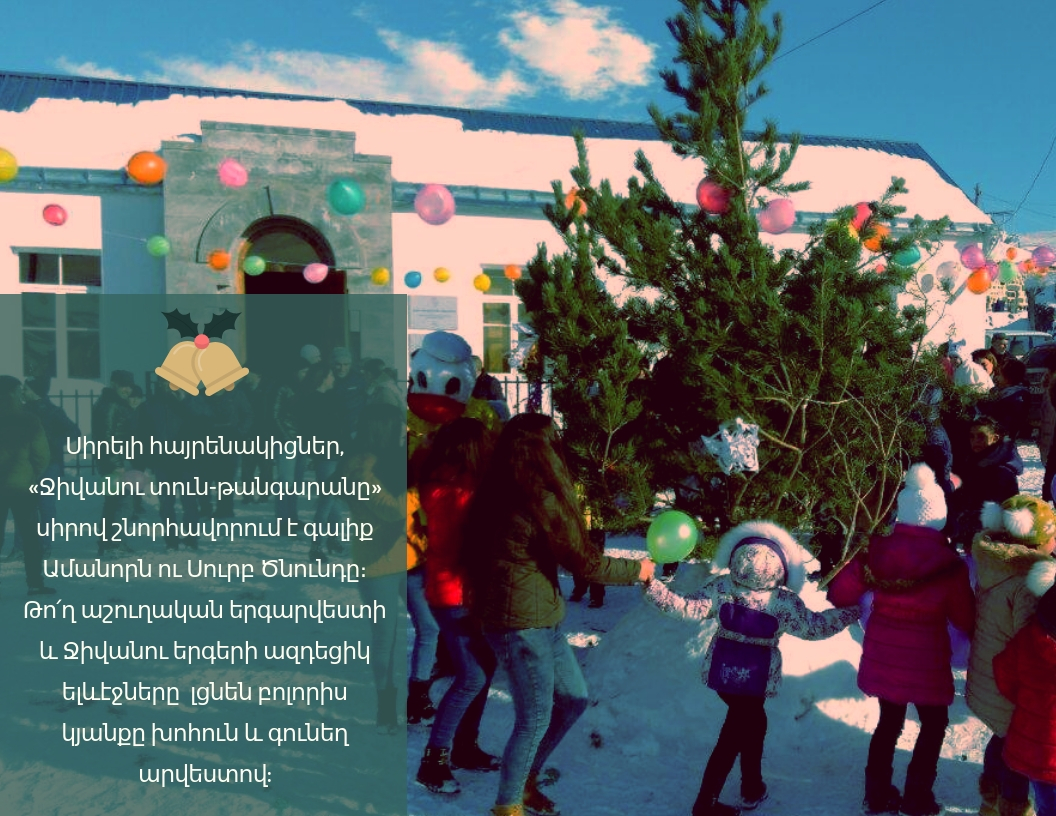 Սիրելի հայրենակիցներ,
«Ջիվանու տուն-թանգարանը»
սիրով շնորհավորում է գալիք
Ամանորն ու Սուրբ Ծնունդը:
Թո՜ղ աշուղական երգարվեստի
և Ջիվանու երգերի ազդեցիկ
ելևէջները լցնեն բոլորիս
կյանքը խոհուն և գունեղ
արվեստով: